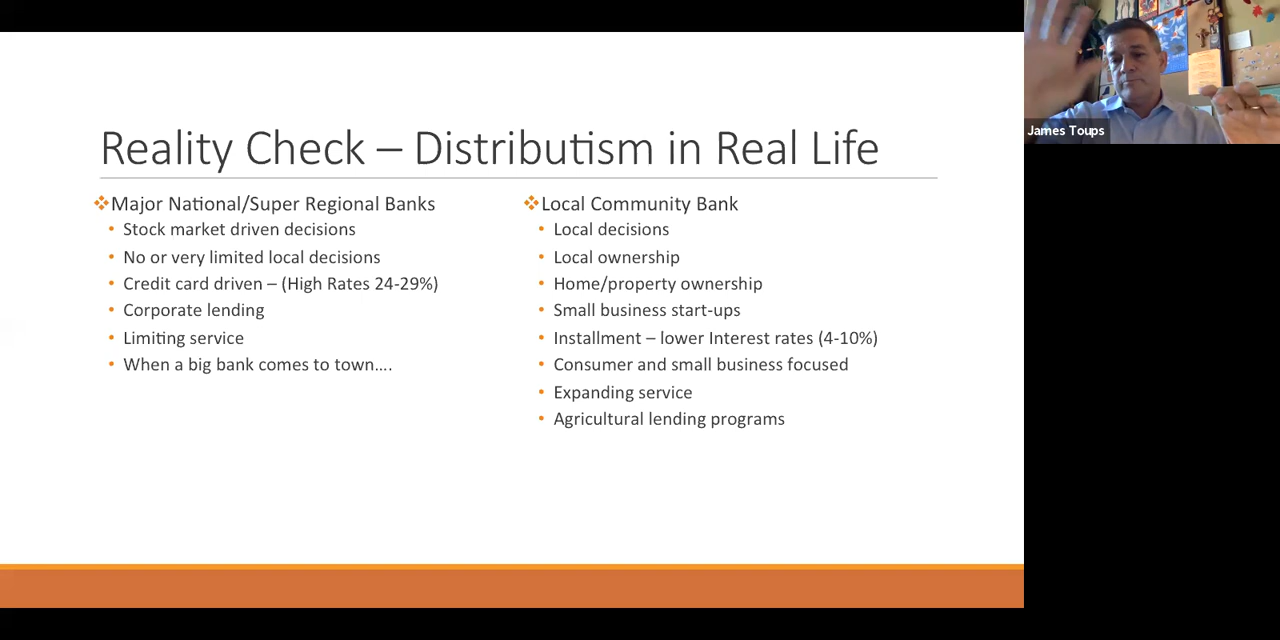 Reality Check – Distributism in Real Life
Major National/Super Regional Banks
Stock market driven decisions
No or very limited local decisions
Credit card driven – (High Rates 24-29%)
Corporate lending
Limiting service
When a big bank comes to town….
Local Community Bank
Local decisions
Local ownership
Home/property ownership
Small business start-ups
Installment – lower Interest rates (4-10%)
Consumer and small business focused
Expanding service
Agricultural lending programs
James Toups